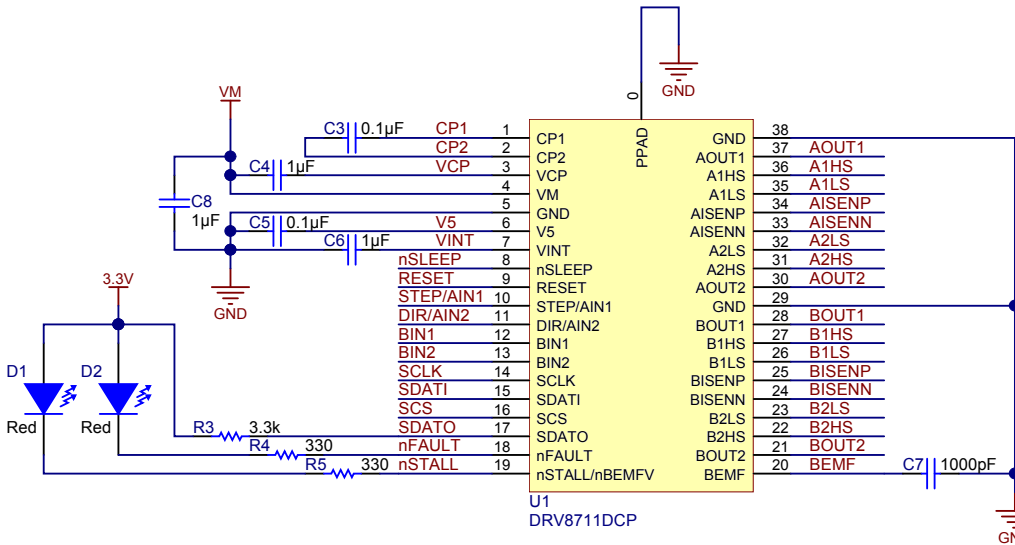 0
GND
VM
C3 0.1µF CP1 1 CP1 GND 38
CP2 2 CP2 AOUT1 37 AOUT1
C4 1µF VCP 3 VCP A1HS 36 A1HS
4 VM A1LS 35 A1LS
PPAD
C8
1µF
5 GND AISENP 34 AISENP
C5 0.1µF V5 6 V5 AISENN 33 AISENN
C6 1µF VINT 7 VINT A2LS 32 A2LS
nSLEEP 8 nSLEEP A2HS 31 A2HS
RESET 9 RESET AOUT2 30 AOUT2
STEP/AIN1 10 STEP/AIN1 GND 29
DIR/AIN2 11 DIR/AIN2 BOUT1 28 BOUT1
BIN1 12 BIN1 B1HS 27 B1HS
BIN2 13 BIN2 B1LS 26 B1LS
SCLK 14 SCLK BISENP 25 BISENP
SDATI 15 SDATI BISENN 24 BISENN
SCS 16 SCS B2LS 23 B2LS
3.3V
GND
D1 D2
Red Red
R3 3.3k SDATO 17 SDATO B2HS 22 B2HS
R4 330 nFAULT 18 nFAULT BOUT2 21 BOUT2
R5 330 nSTALL 19 nSTALL/nBEMFV BEMF 20 BEMF C7 1000pF
U1
DRV8711DCP